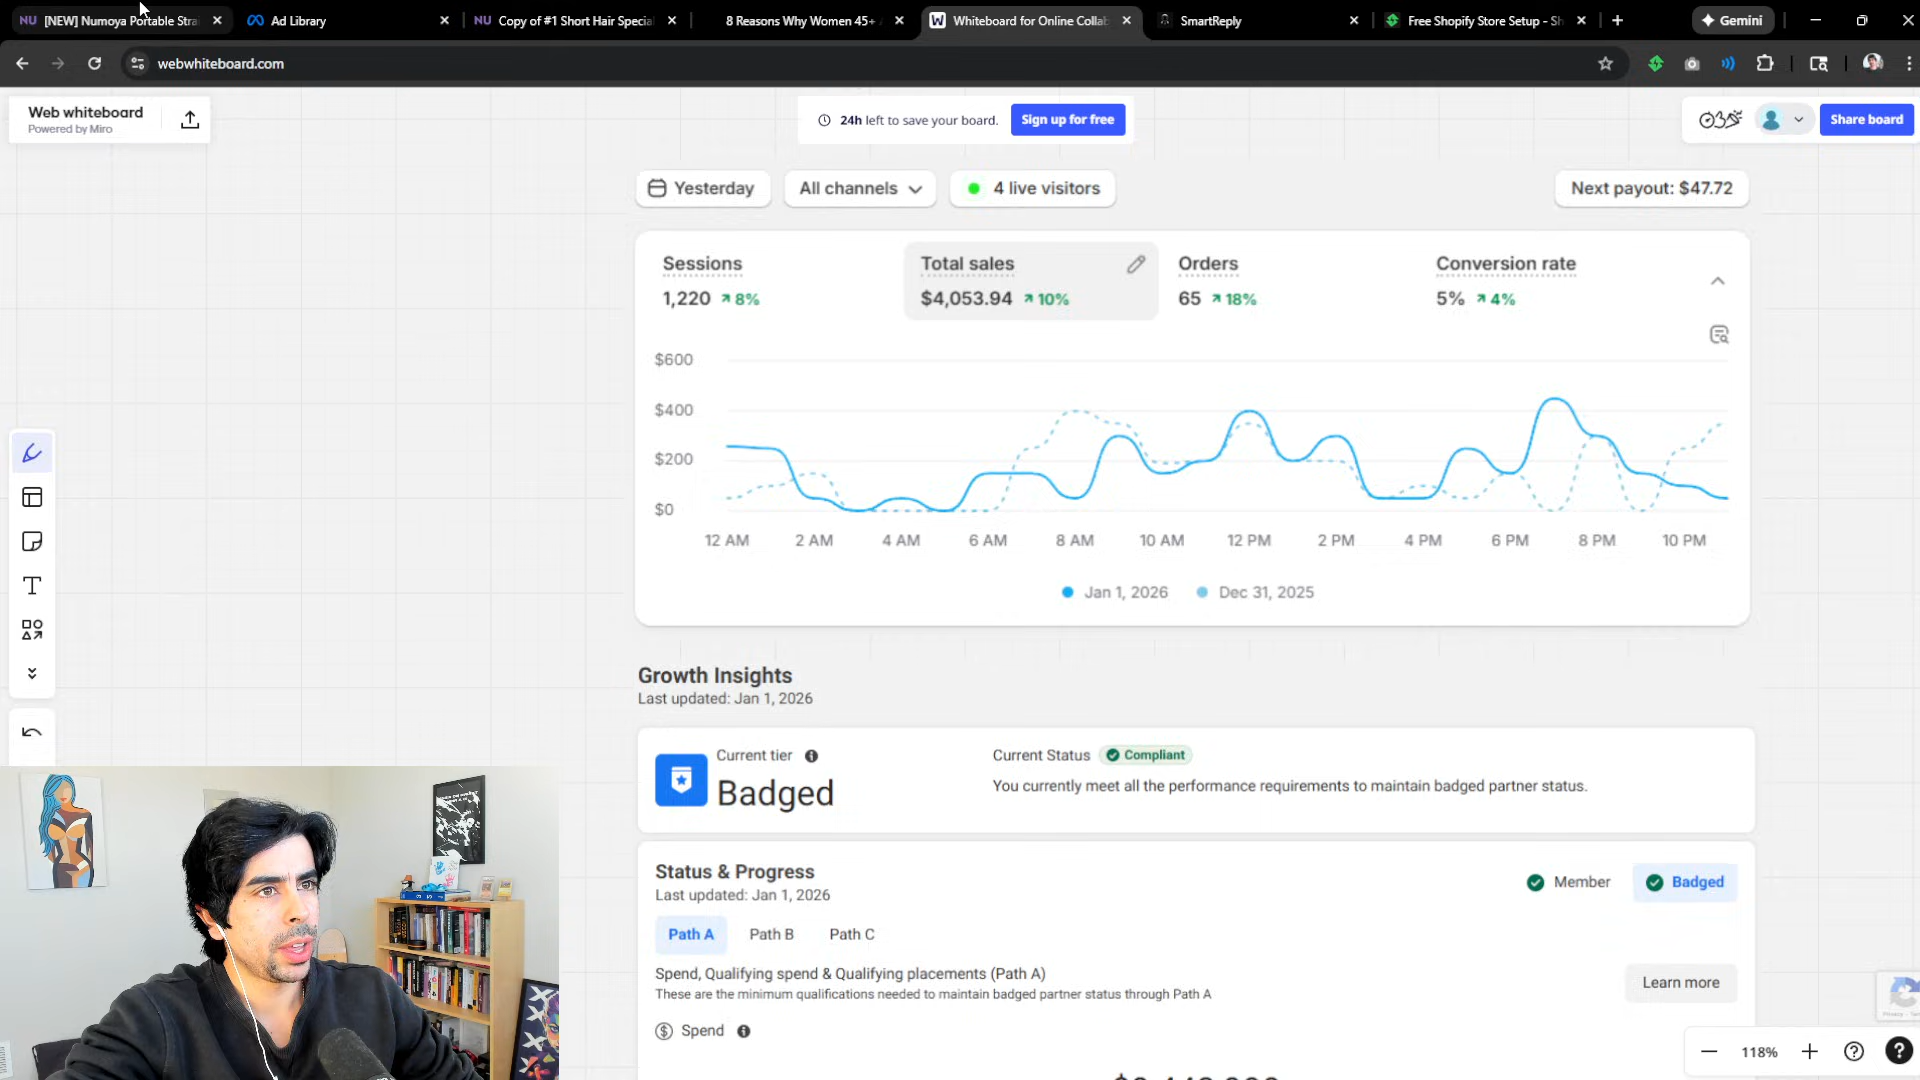 NU [NEW] Numoya Portable Strai
Ad Library
NU Copy of #1 Short Hair Special
8 Reasons Why Women 45+
W Whiteboard for Online Collab
SmartReply
Free Shopify Store Setup - Sh
Gemini
webwhiteboard.com
Web whiteboard
Powered by Miro
24h left to save your board.
Sign up for free
Share board
Yesterday
All channels
4 live visitors
Next payout: $47.72
Sessions
1,220 8%
Total sales
$4,053.94 10%
Orders
65 18%
Conversion rate
5% 4%
$600
$400
$200
$0
12 AM 2 AM 4 AM 6 AM 8 AM 10 AM 12 PM 2 PM 4 PM 6 PM 8 PM 10 PM
Jan 1, 2026 Dec 31, 2025
Growth Insights
Last updated: Jan 1, 2026
Current tier
Badged
Current Status Compliant
You currently meet all the performance requirements to maintain badged partner status.
Status & Progress
Last updated: Jan 1, 2026
Member
Badged
Path A Path B Path C
Spend, Qualifying spend & Qualifying placements (Path A)
These are the minimum qualifications needed to maintain badged partner status through Path A
Learn more
Spend
118%